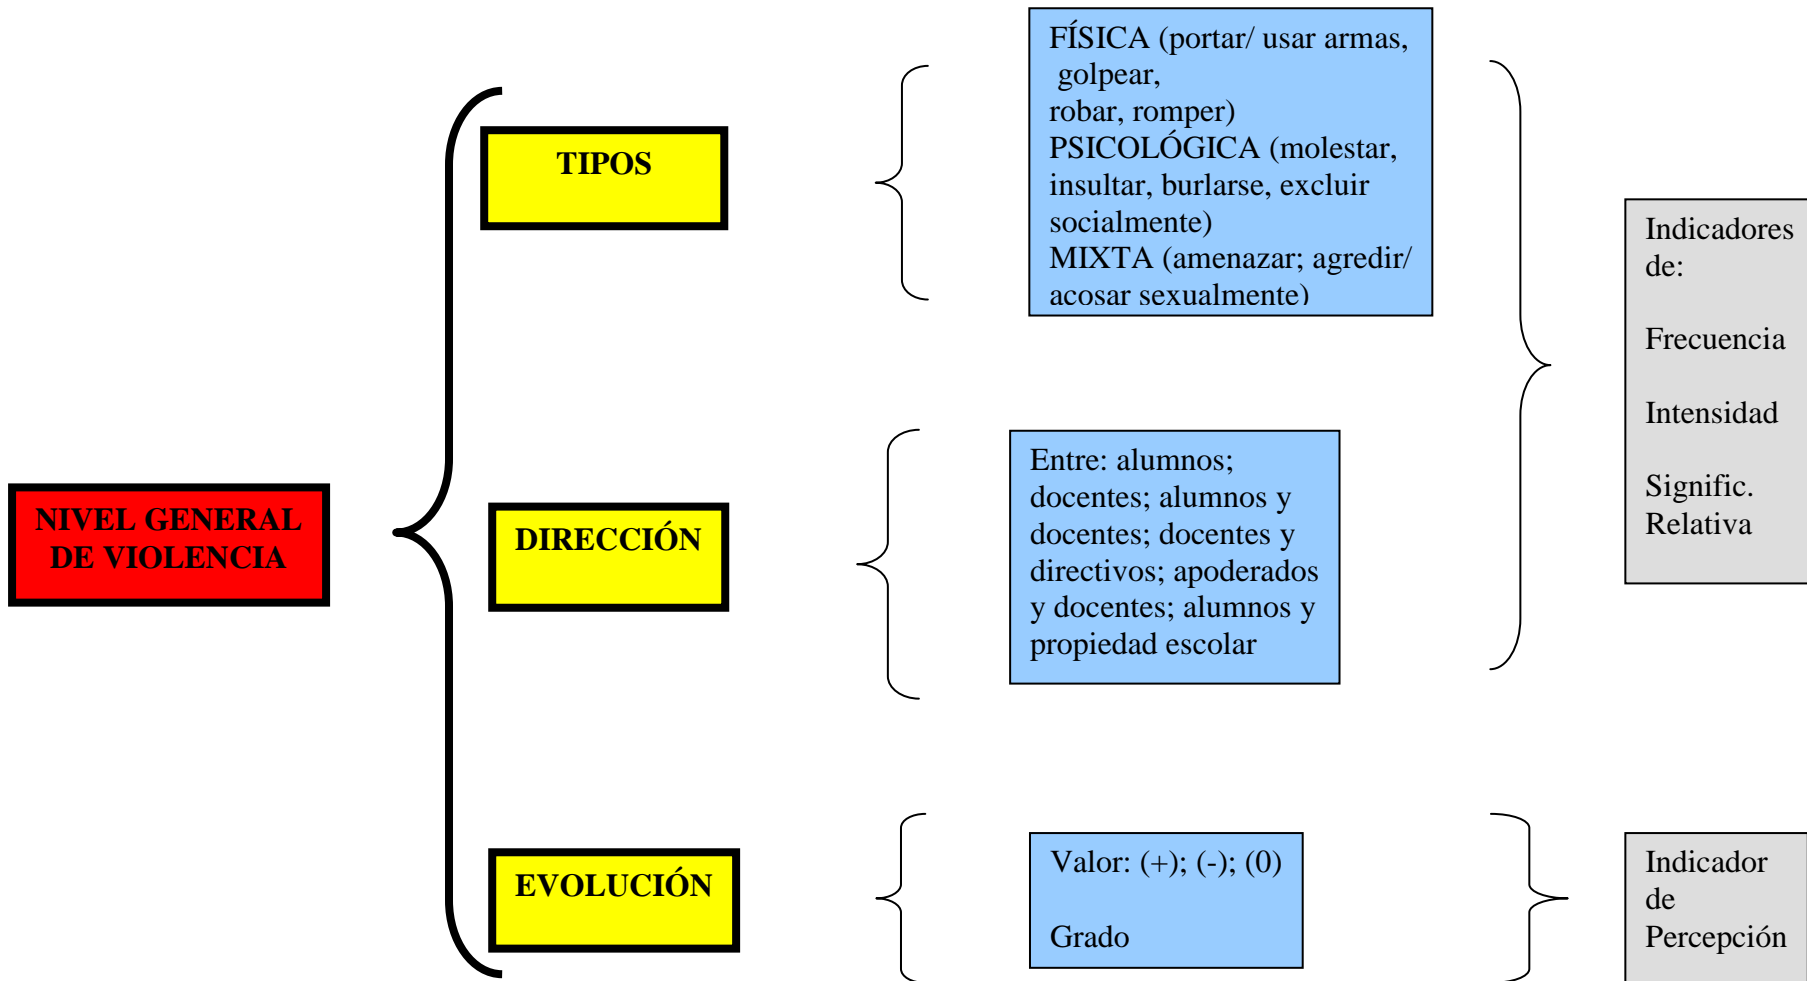 FÍSICA (portar/ usar armas,
golpear,
robar, romper)
PSICOLÓGICA (molestar,
insultar, burlarse, excluir
socialmente)
MIXTA (amenazar; agredir/
acosar sexualmente)
TIPOS
Indicadores
de:
Frecuencia
Intensidad
Signific.
Relativa
NIVEL GENERAL
DE VIOLENCIA
DIRECCIÓN
Entre: alumnos;
docentes; alumnos y
docentes; docentes y
directivos; apoderados
y docentes; alumnos y
propiedad escolar
EVOLUCIÓN
Valor: (+); (-); (0)
Grado
Indicador
de
Percepción